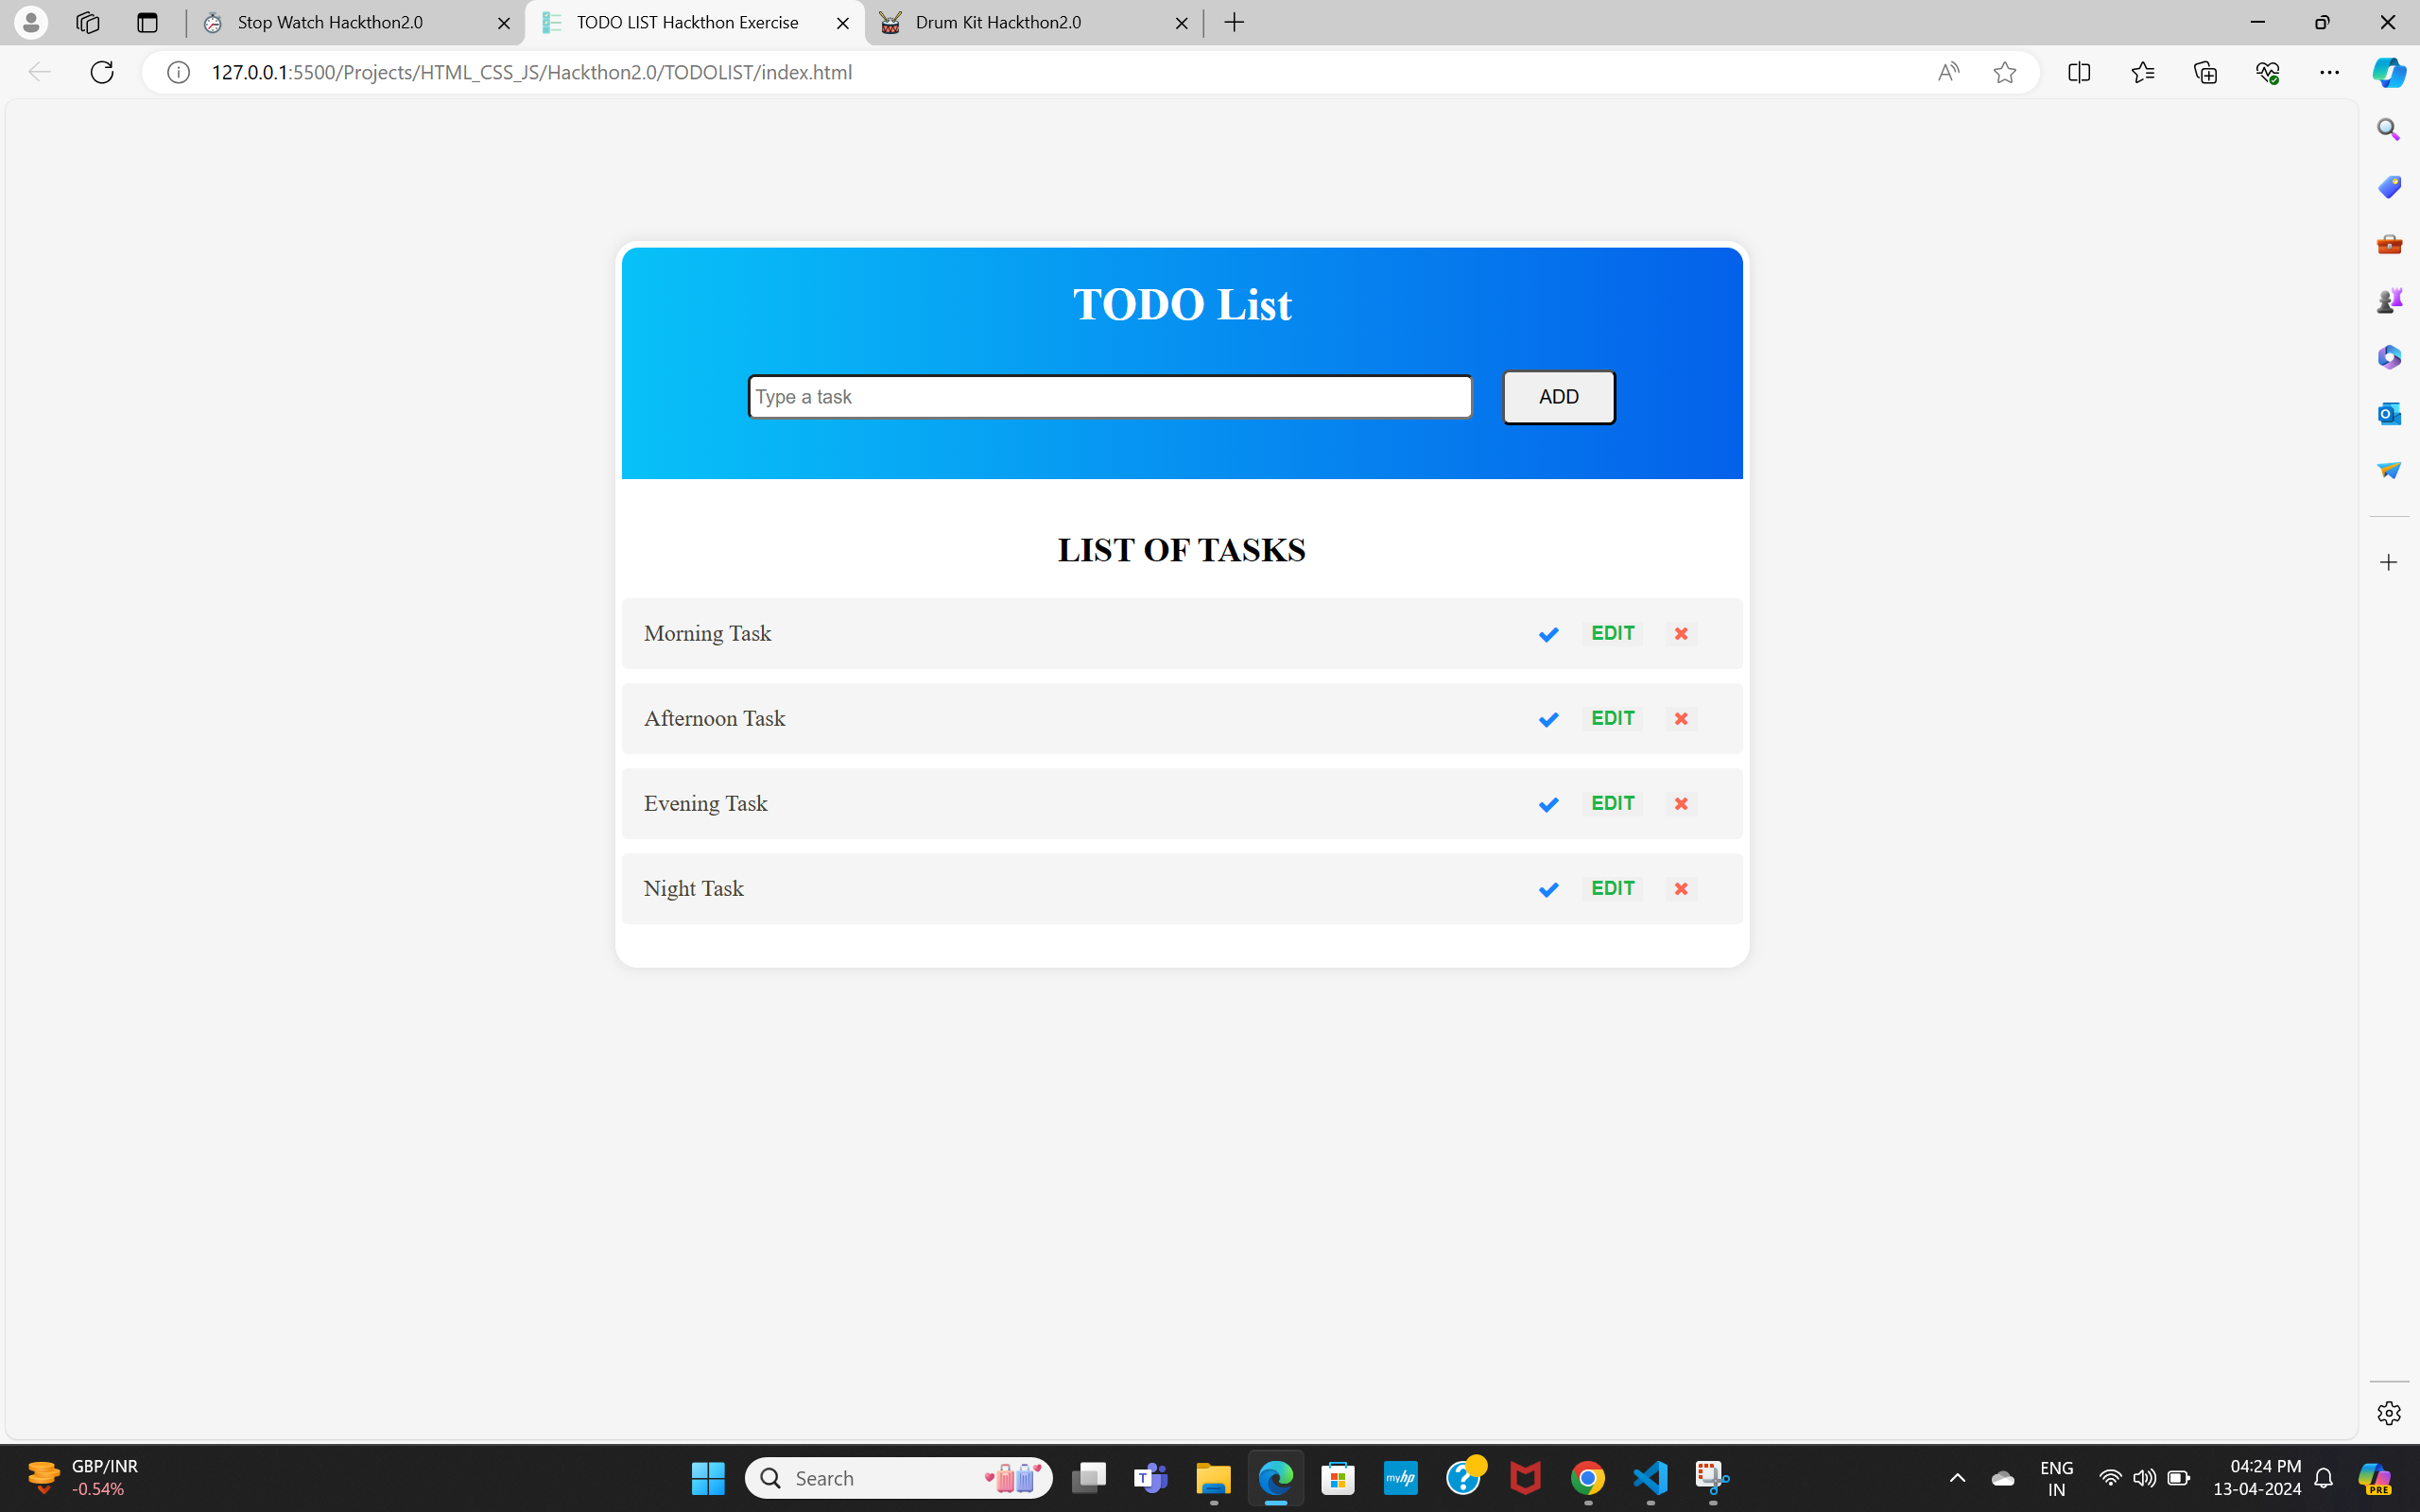 Stop Watch Hackthon2.0
TODO LIST Hackthon Exercise
Drum Kit Hackthon2.0
127.0.0.1:5500/Projects/HTML_CSS_JS/Hackthon2.0/TODOLIST/index.html
TODO List
Type a task
ADD
LIST OF TASKS
Morning Task EDIT
Afternoon Task EDIT
Evening Task EDIT
Night Task EDIT
GBP/INR
-0.54%
Search
myhp
ENG
IN
04:24 PM
13-04-2024
PRE